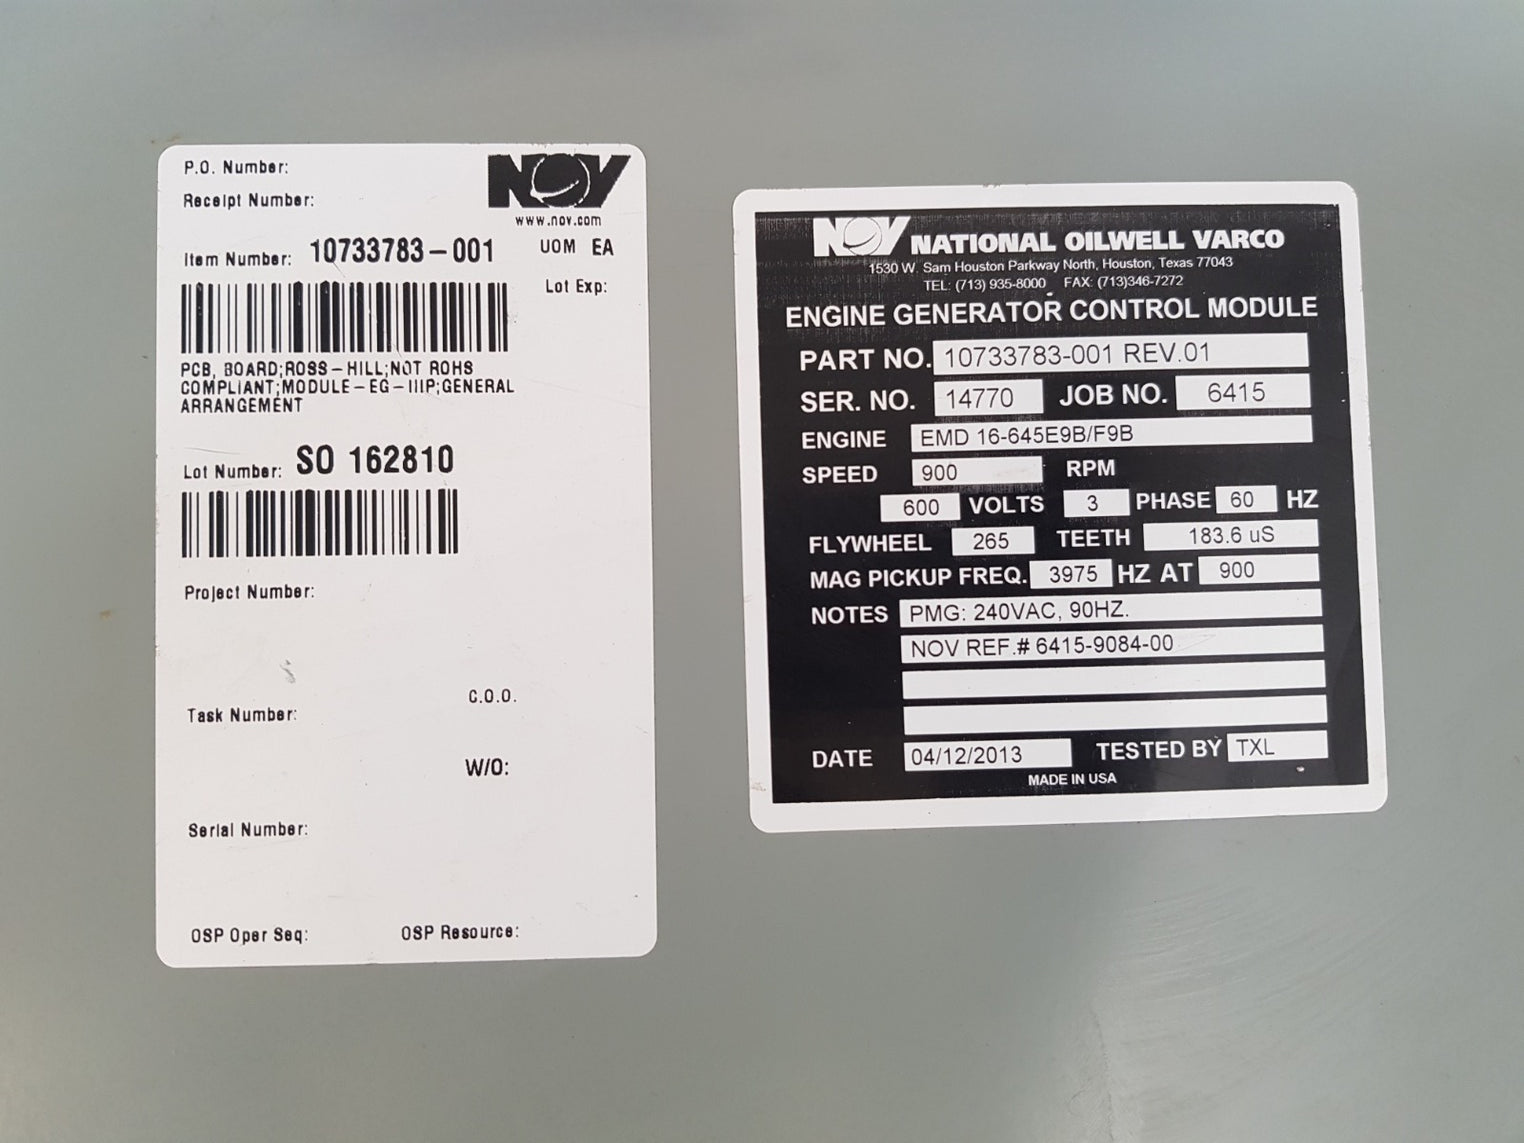 P.O. Number:
NOV
Receipt Number:
www.nov.com
Item Number: 10733783-001 UOM EA
Lot Exp:
PCB, BOARD;ROSS-HILL;NOT ROHS
COMPLIANT;MODULE-EG-IIIP;GENERAL
ARRANGEMENT
Lot Number: SO 162810
Project Number:
C.O.O.
Task Number:
W/O:
Serial Number:
OSP Oper Seq: OSP Resource:
NOV NATIONAL OILWELL VARCO
1530 W. Sam Houston Parkway North, Houston, Texas 77043
TEL: (713) 935-8000 FAX: (713)346-7272
ENGINE GENERATOR CONTROL MODULE
PART NO. 10733783-001 REV.01
SER. NO. 14770 JOB NO. 6415
ENGINE EMD 16-645E9B/F9B
SPEED 900 RPM
600 VOLTS 3 PHASE 60 HZ
FLYWHEEL 265 TEETH 183.6 uS
MAG PICKUP FREQ. 3975 HZ AT 900
NOTES PMG: 240VAC, 90HZ.
NOV REF.# 6415-9084-00
DATE 04/12/2013 TESTED BY TXL
MADE IN USA